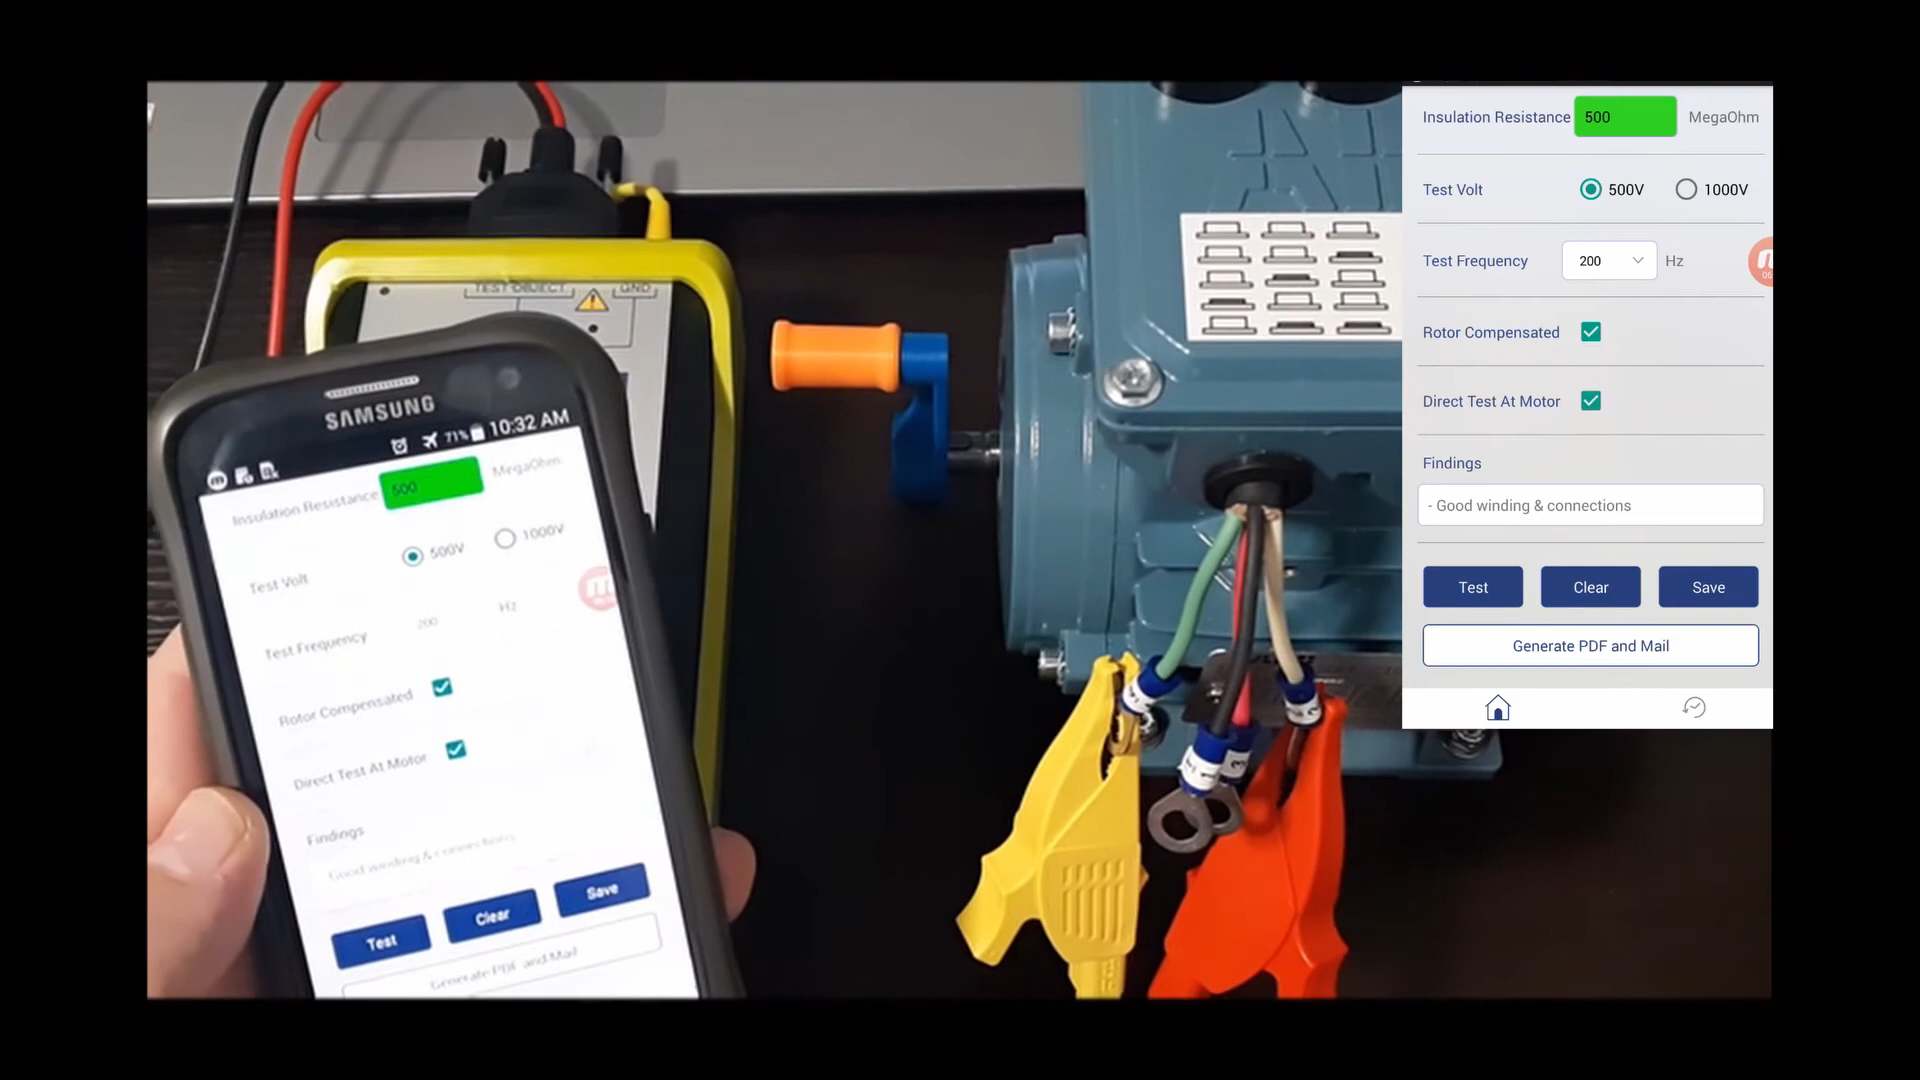 TEST OBJECT
GND
SAMSUNG
71% 10:32 AM
Insulation Resistance 500 MegaOhm
Test Volt 500V 1000V
Test Frequency 200 Hz
Rotor Compensated
Direct Test At Motor
Findings
Good winding & connections
Test Clear Save
Generate PDF and Mail
Insulation Resistance 500 MegaOhm
Test Volt 500V 1000V
Test Frequency 200 Hz
Rotor Compensated
Direct Test At Motor
Findings
- Good winding & connections
Test Clear Save
Generate PDF and Mail